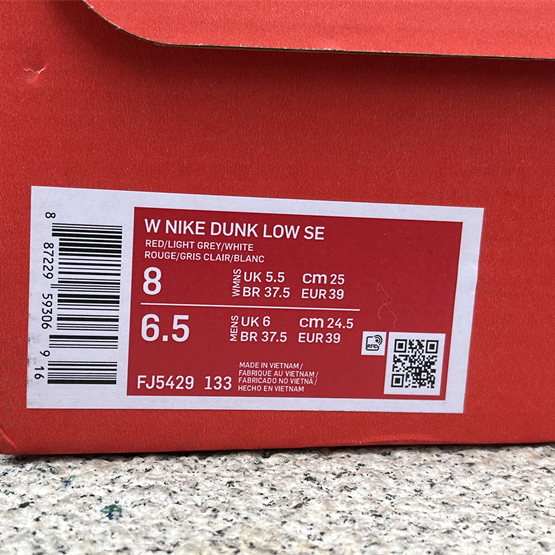 W NIKE DUNK LOW SE
RED/LIGHT GREY/WHITE
ROUGE/GRIS CLAIR/BLANC
8 WMNS UK 5.5 cm 25
BR 37.5 EUR 39
6.5 MENS UK 6 cm 24.5
BR 37.5 EUR 39
FJ5429 133
MADE IN VIETNAM /
FABRIQUE AU VIETNAM /
FABRICADO NO VIETNÃ /
HECHO EN VIETNAM
8 87229 59306 9 16